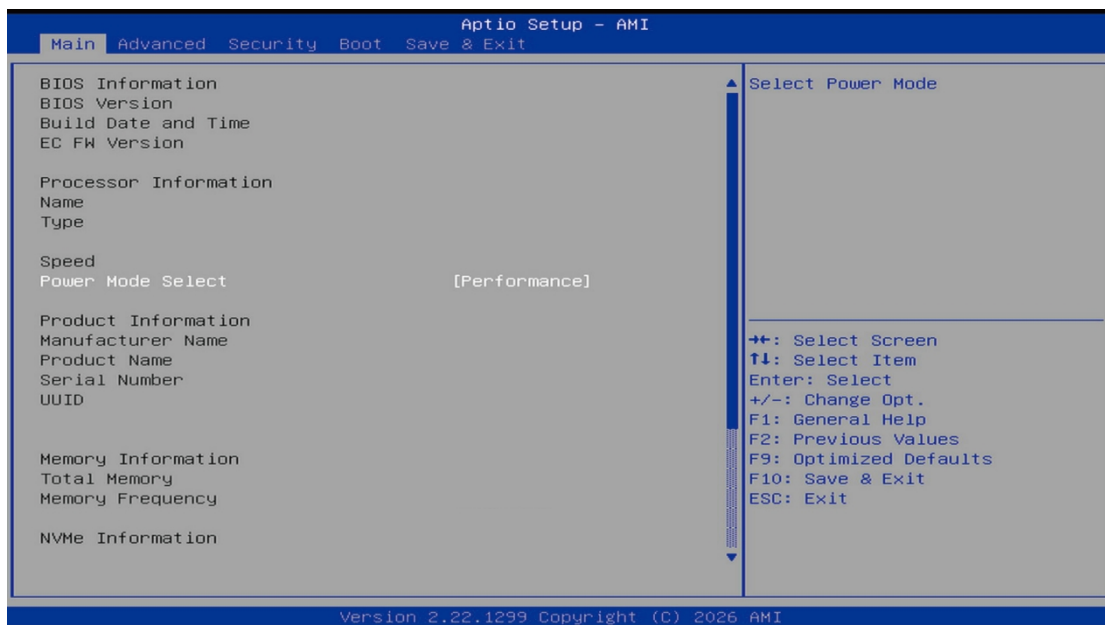 Aptio Setup - AMI
Main Advanced Security Boot Save & Exit
BIOS Information
BIOS Version
Build Date and Time
EC FW Version
Processor Information
Name
Type
Speed
Power Mode Select [Performance]
Product Information
Manufacturer Name
Product Name
Serial Number
UUID
Memory Information
Total Memory
Memory Frequency
NVMe Information
Select Power Mode
→←: Select Screen
↑↓: Select Item
Enter: Select
+/-: Change Opt.
F1: General Help
F2: Previous Values
F9: Optimized Defaults
F10: Save & Exit
ESC: Exit
Version 2.22.1299 Copyright (C) 2026 AMI